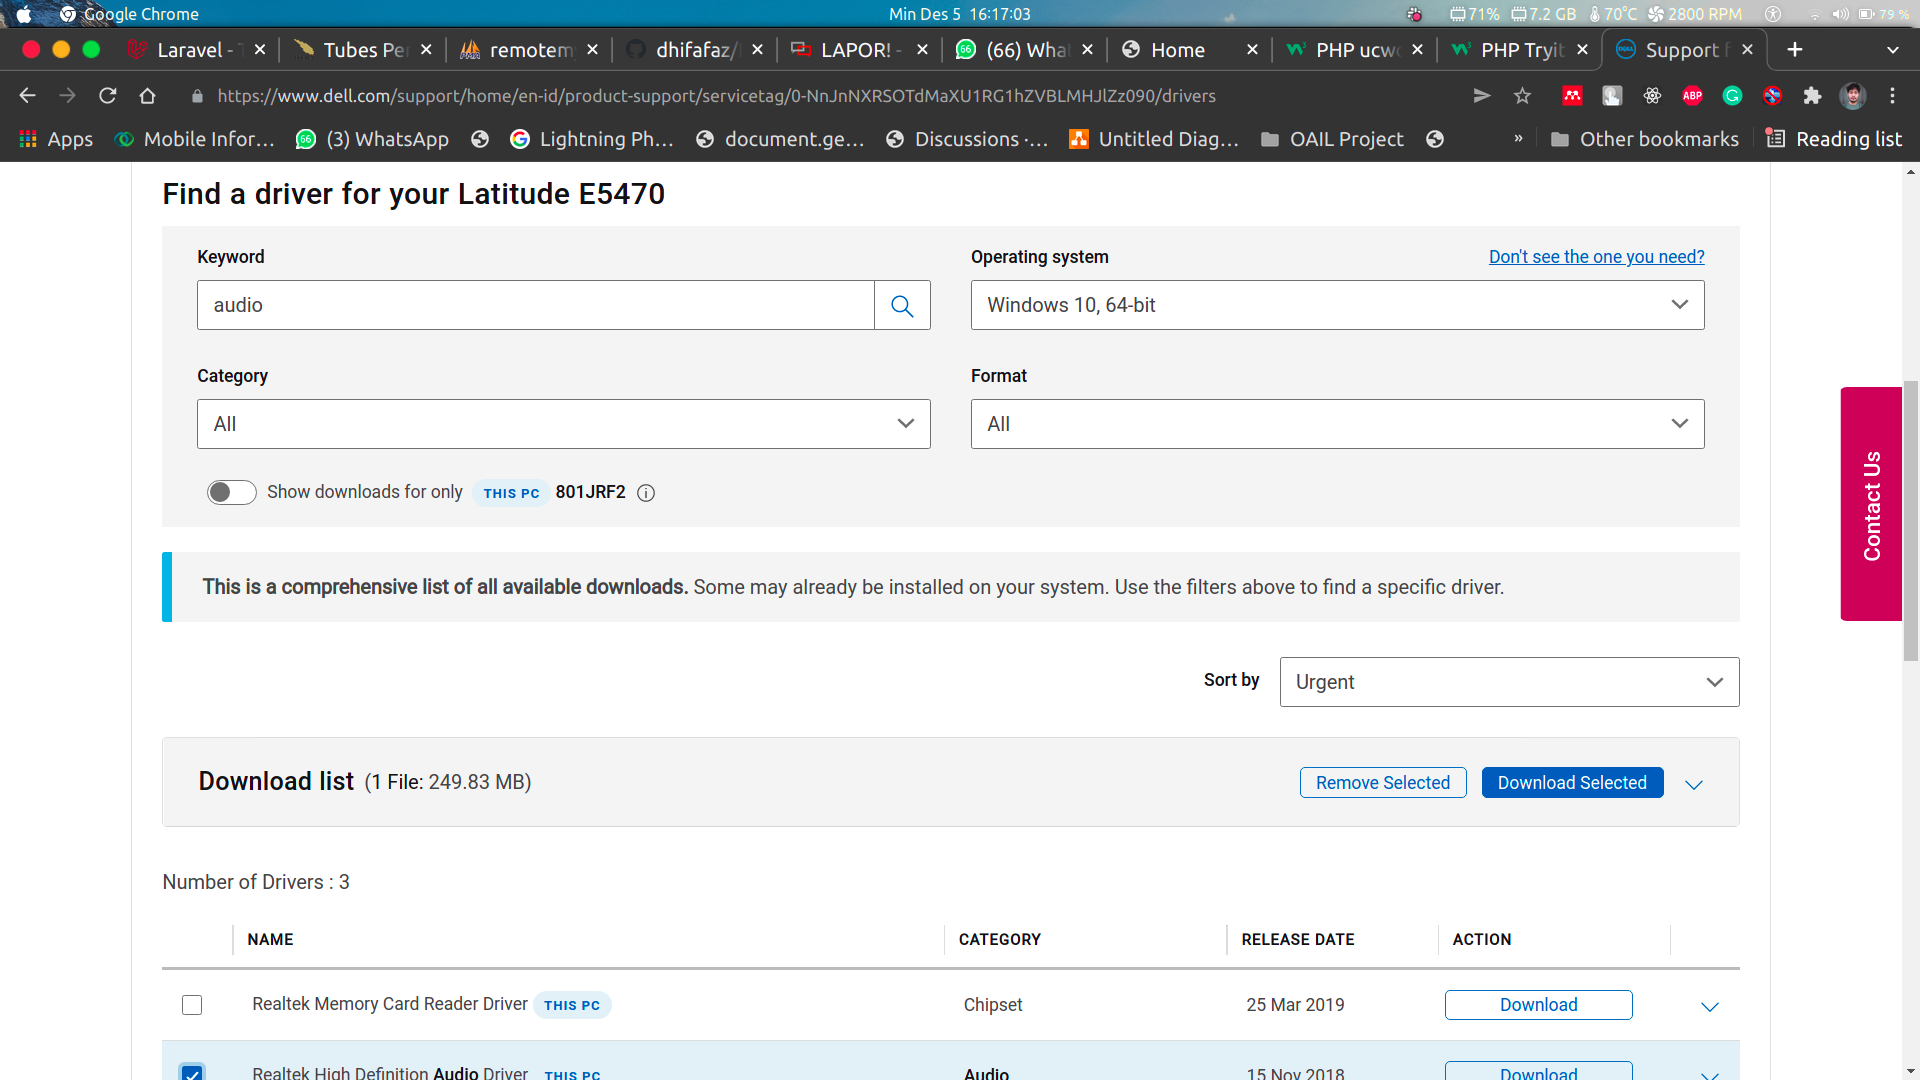 Google Chrome
Min Des 5 16:17:03
71% 7.2 GB 70°C 2800 RPM 79 %
Laravel - Tubes Pe remotem dhifafaz/ LAPOR! - (66) Wha Home PHP ucw PHP Tryit Support f
https://www.dell.com/support/home/en-id/product-support/servicetag/0-NnJnNXRSOTdMaXU1RG1hZVBLMHJlZz090/drivers
Apps Mobile Infor... (3) WhatsApp Lightning Ph... document.ge... Discussions ·... Untitled Diag... OAIL Project » Other bookmarks Reading list
Find a driver for your Latitude E5470
Keyword
Operating system
Don't see the one you need?
audio
Windows 10, 64-bit
Category
Format
All
All
Show downloads for only THIS PC 801JRF2
Contact Us
This is a comprehensive list of all available downloads. Some may already be installed on your system. Use the filters above to find a specific driver.
Sort by Urgent
Download list (1 File: 249.83 MB)
Remove Selected Download Selected
Number of Drivers : 3
NAME CATEGORY RELEASE DATE ACTION
Realtek Memory Card Reader Driver THIS PC Chipset 25 Mar 2019 Download
Realtek High Definition Audio Driver THIS PC Audio 15 Nov 2018 Download